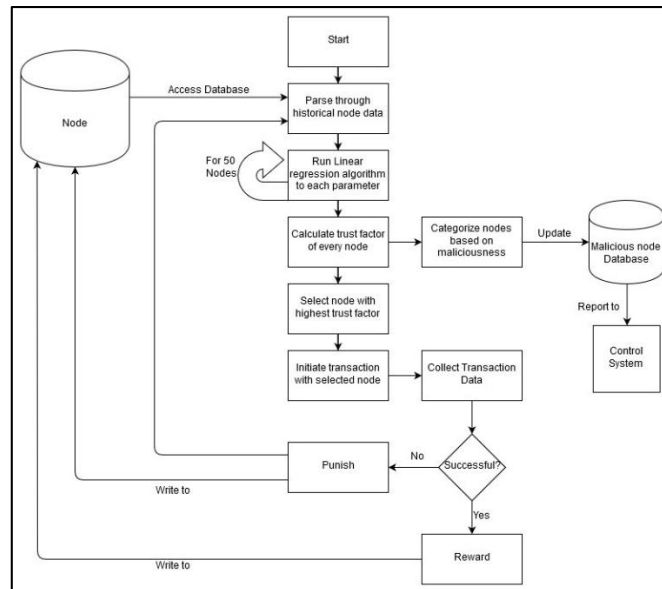 Start
Access Database
Node
Parse through
historical node
data
For 50
Nodes
Run Linear
regression algorithm
to each parameter
Calculate trust factor
of every node
Categorize nodes
based on
maliciousness
Update
Malicious node
Database
Select node with
highest trust factor
Report to
Control
System
Initiate transaction
with selected node
Collect Transaction
Data
Successful?
No
Punish
Write to
Yes
Reward
Write to